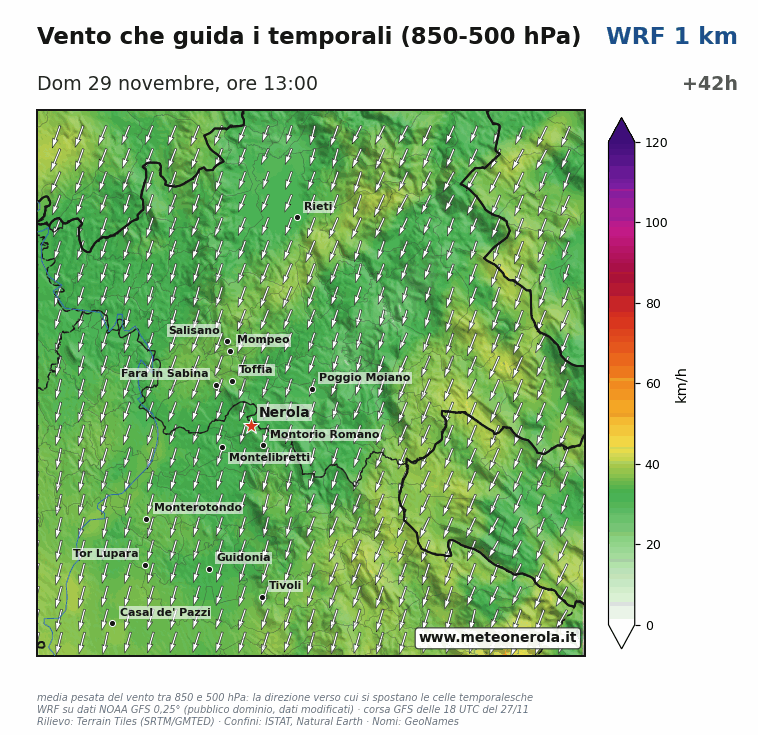 Vento che guida i temporali (850-500 hPa) WRF 1 km
Dom 29 novembre, ore 13:00 +42h
Rieti
Salisano
Mompeo
Toffia
Fara in Sabina
Poggio Moiano
Nerola
Montorio Romano
Montelibretti
Monterotondo
Tor Lupara
Guidonia
Tivoli
Casal de' Pazzi
www.meteonerola.it
120
100
80
60
40
20
0
km/h
media pesata del vento tra 850 e 500 hPa: la direzione verso cui si spostano le celle temporalesche
WRF su dati NOAA GFS 0,25° (pubblico dominio, dati modificati) · corsa GFS delle 18 UTC del 27/11
Rilievo: Terrain Tiles (SRTM/GMTED) · Confini: ISTAT, Natural Earth · Nomi: GeoNames